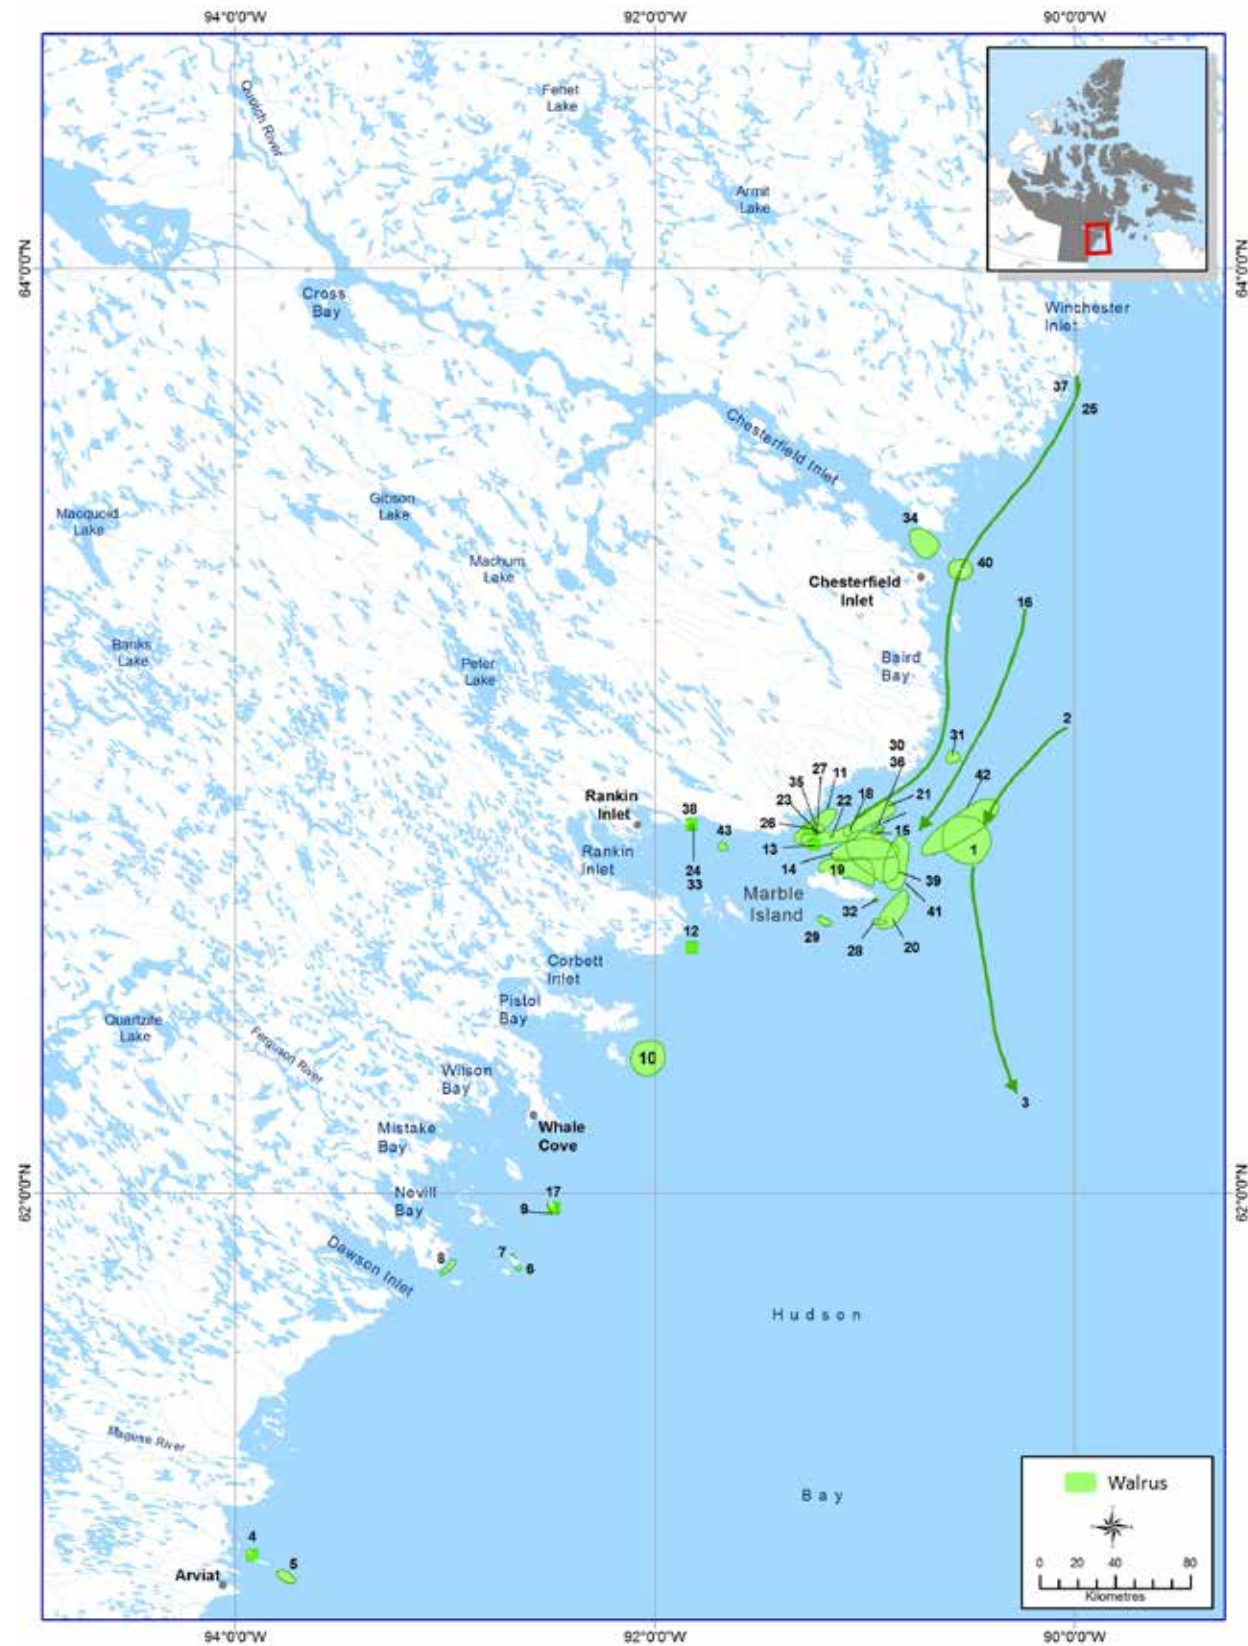 94°0'0"W
92°0'0"W
90°0'0"W
Quoich River
Fehet
Lake
Armit
Lake
64°0'0"N
64°0'0"N
Cross
Bay
Winchester
Inlet
37
25
Chesterfield Inlet
Gibson
Lake
Macquoid
Lake
34
Machum
Lake
40
Chesterfield
Inlet
16
Banks
Lake
Peter
Lake
Baird
Bay
2
31
30
36
27
11
42
35
18
21
23
22
Rankin
Inlet
38
26
43
13
15
Rankin
Inlet
14
19
1
24
33
39
Marble
Island
32
41
12
29
28
20
Corbett
Inlet
Pistol
Bay
Quartzite
Lake
Ferguson River
10
Wilson
Bay
3
Whale
Cove
Mistake
Bay
17
Nevill
Bay
9
62°0'0"N
62°0'0"N
7
8
6
Dawson Inlet
Hudson
Maguse River
Bay
Walrus
4
5
Arviat
0 20 40 80
Kilometres
94°0'0"W
92°0'0"W
90°0'0"W